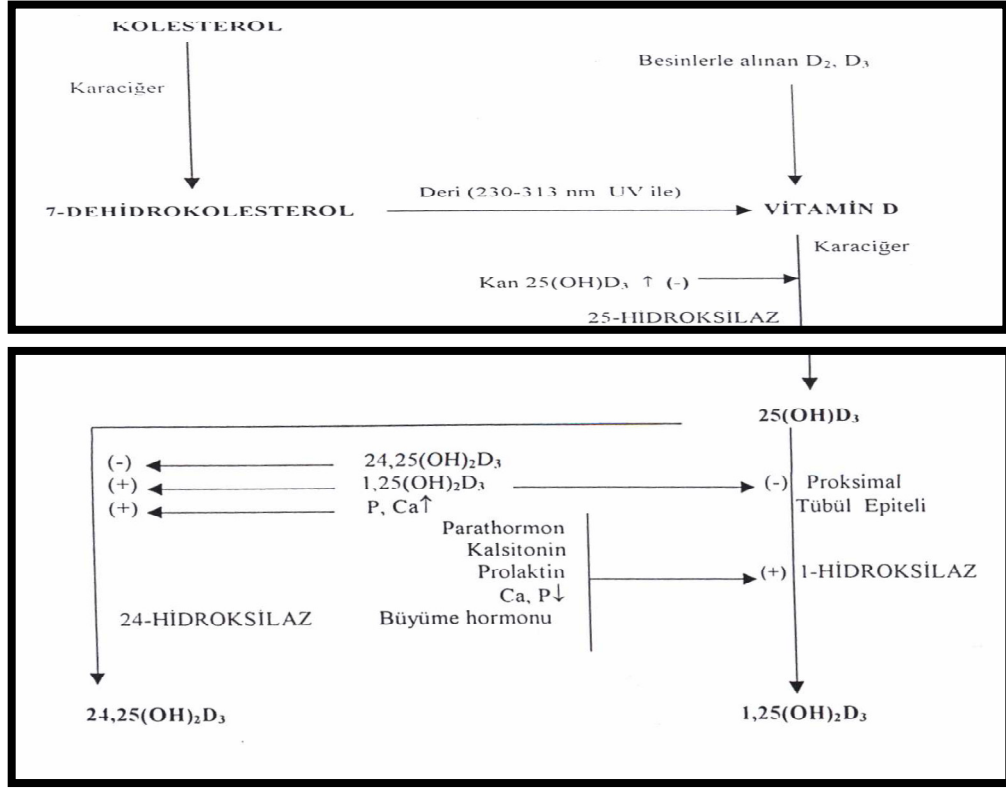 KOLESTEROL
Besinlerle alınan D₂, D₃
Karaciğer
Deri (230-313 nm UV ile)
7-DEHİDROKOLESTEROL
VİTAMİN D
Karaciğer
Kan 25(OH)D₃ ↑ (-)
25-HİDROKSİLAZ
25(OH)D₃
(-) 24,25(OH)₂D₃
(+) 1,25(OH)₂D₃ (-) Proksimal
(+) P, Ca↑ Tübül Epiteli
Parathormon
Kalsitonin
Prolaktin (+) 1-HİDROKSİLAZ
Ca, P↓
24-HİDROKSİLAZ Büyüme hormonu
24,25(OH)₂D₃ 1,25(OH)₂D₃